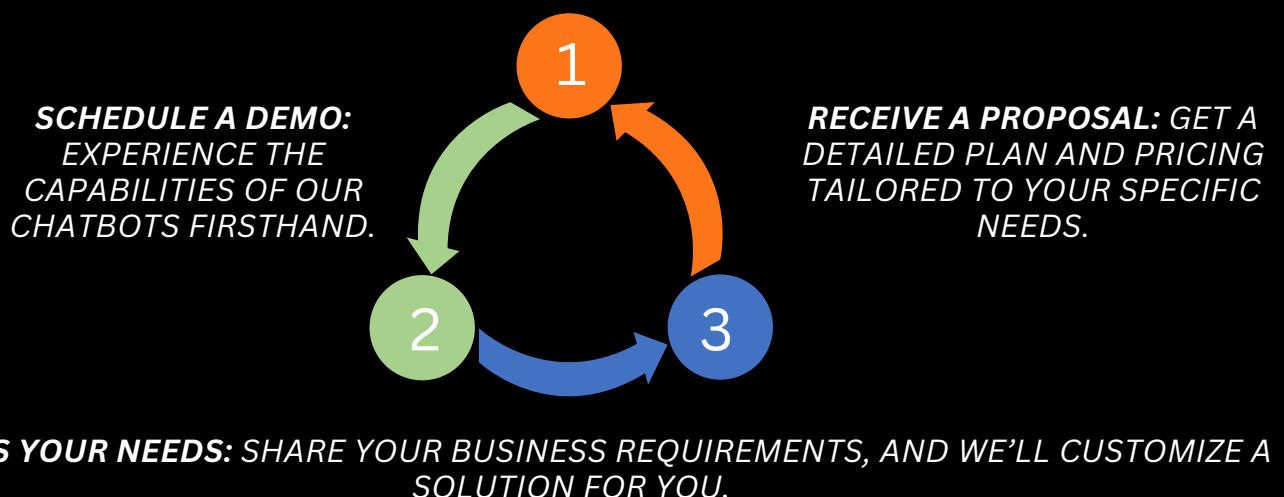 1
SCHEDULE A DEMO:
EXPERIENCE THE
CAPABILITIES OF OUR
CHATBOTS FIRSTHAND.
RECEIVE A PROPOSAL: GET A
DETAILED PLAN AND PRICING
TAILORED TO YOUR SPECIFIC
NEEDS.
2
3
YOUR NEEDS: SHARE YOUR BUSINESS REQUIREMENTS, AND WE’LL CUSTOMIZE A
SOLUTION FOR YOU.